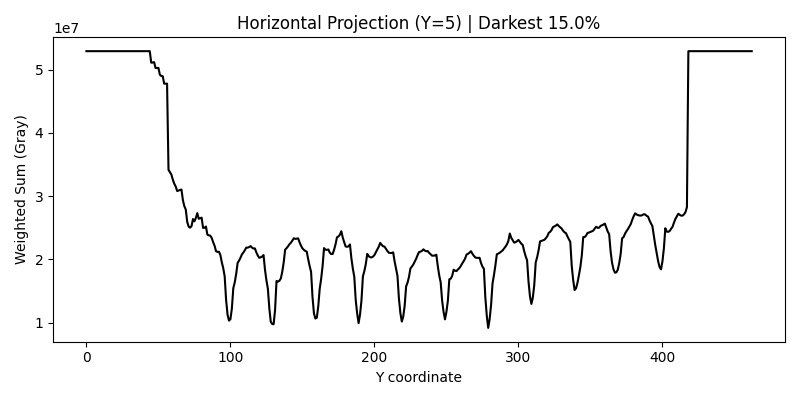 Horizontal Projection (Y=5) | Darkest 15.0%
1e7
5
4
3
2
1
Weighted Sum (Gray)
0 100 200 300 400
Y coordinate